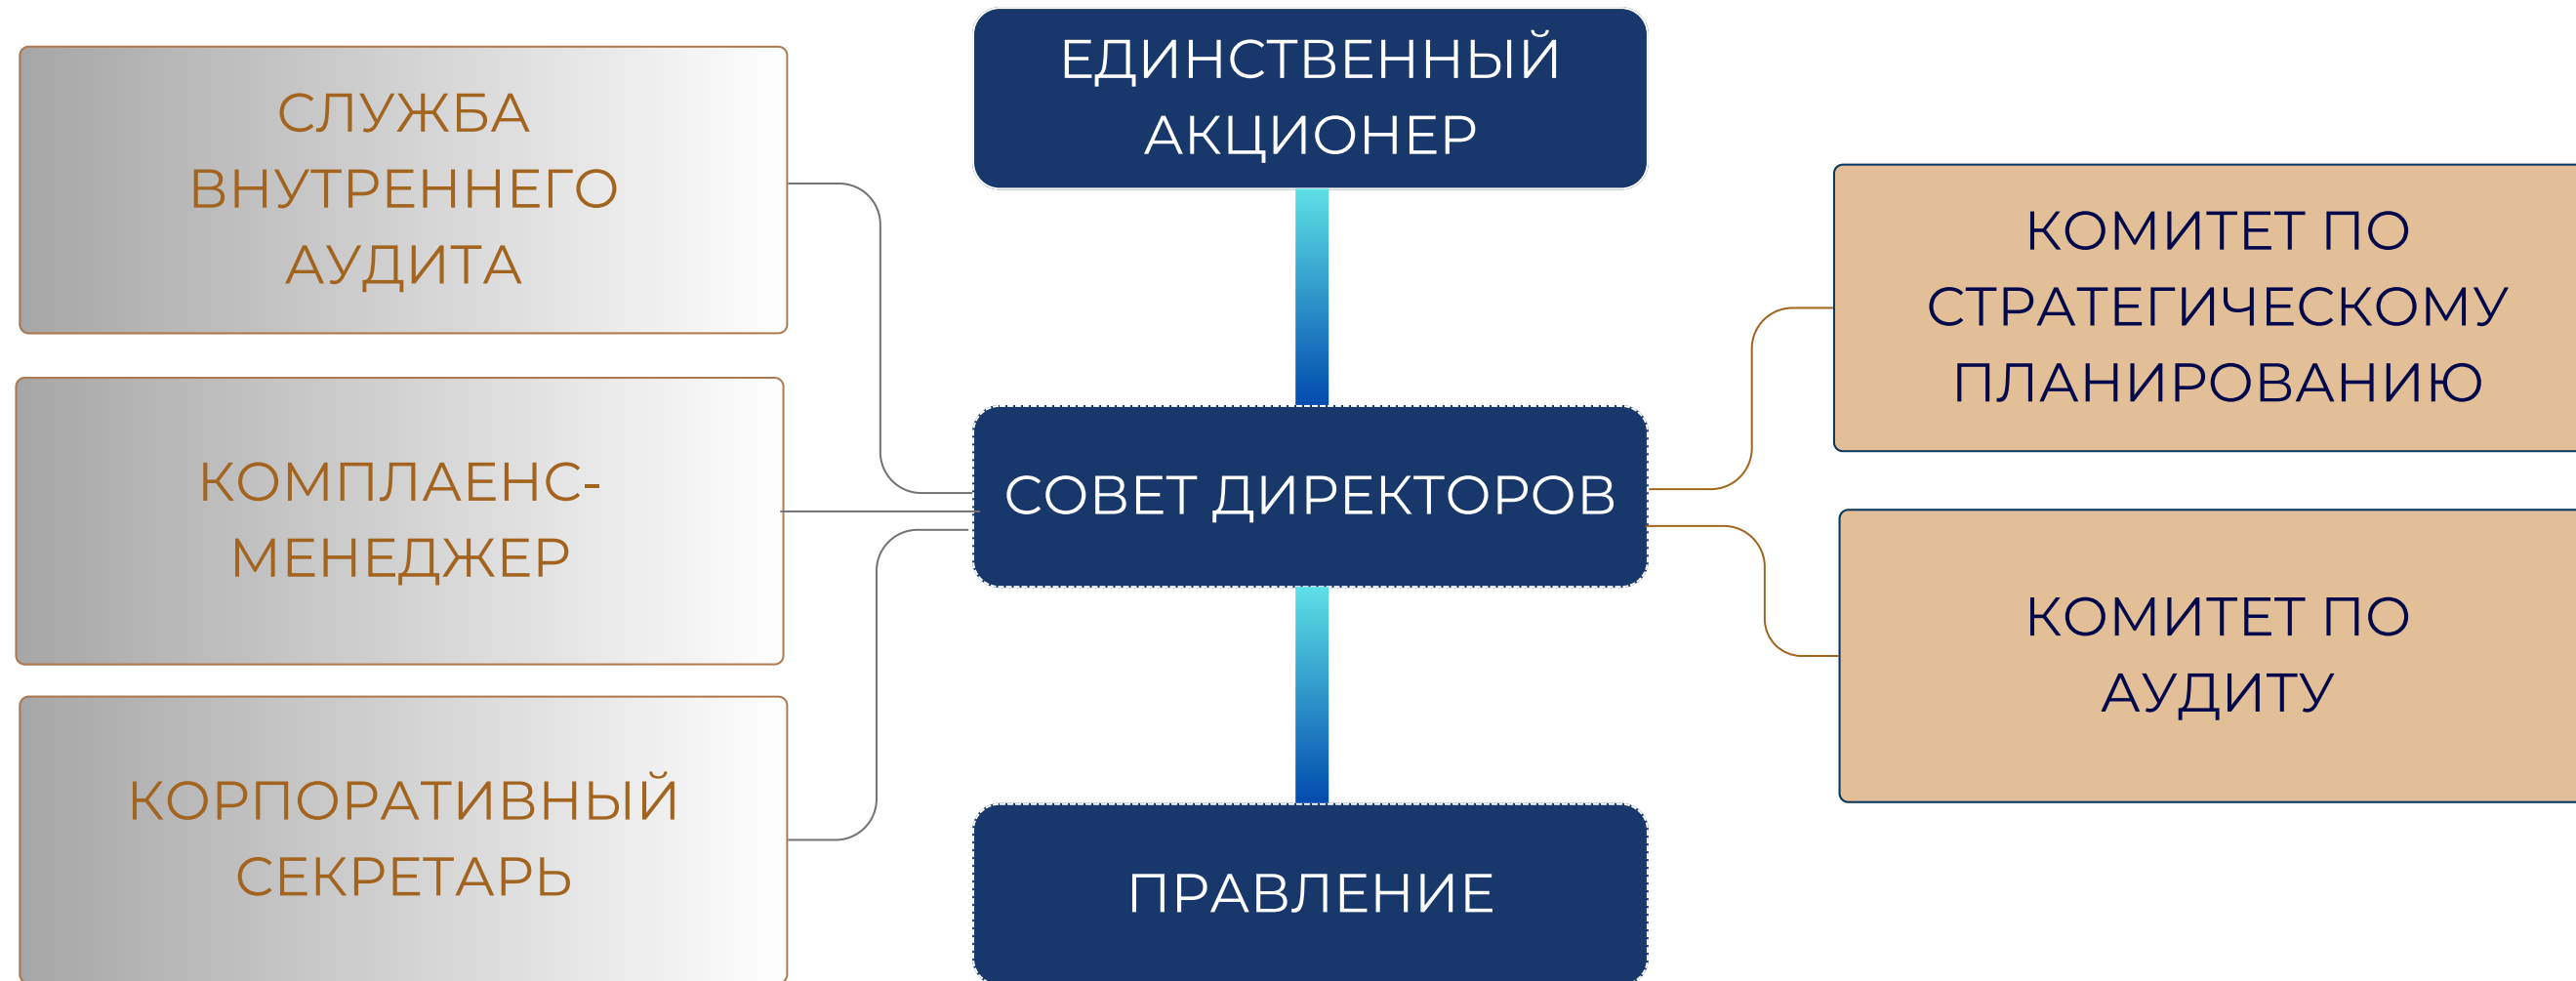 ЕДИНСТВЕННЫЙ
АКЦИОНЕР
СЛУЖБА
ВНУТРЕННЕГО
АУДИТА
КОМИТЕТ ПО
СТРАТЕГИЧЕСКОМУ
ПЛАНИРОВАНИЮ
КОМПЛАЕНС-
МЕНЕДЖЕР
СОВЕТ ДИРЕКТОРОВ
КОМИТЕТ ПО
АУДИТУ
КОРПОРАТИВНЫЙ
СЕКРЕТАРЬ
ПРАВЛЕНИЕ